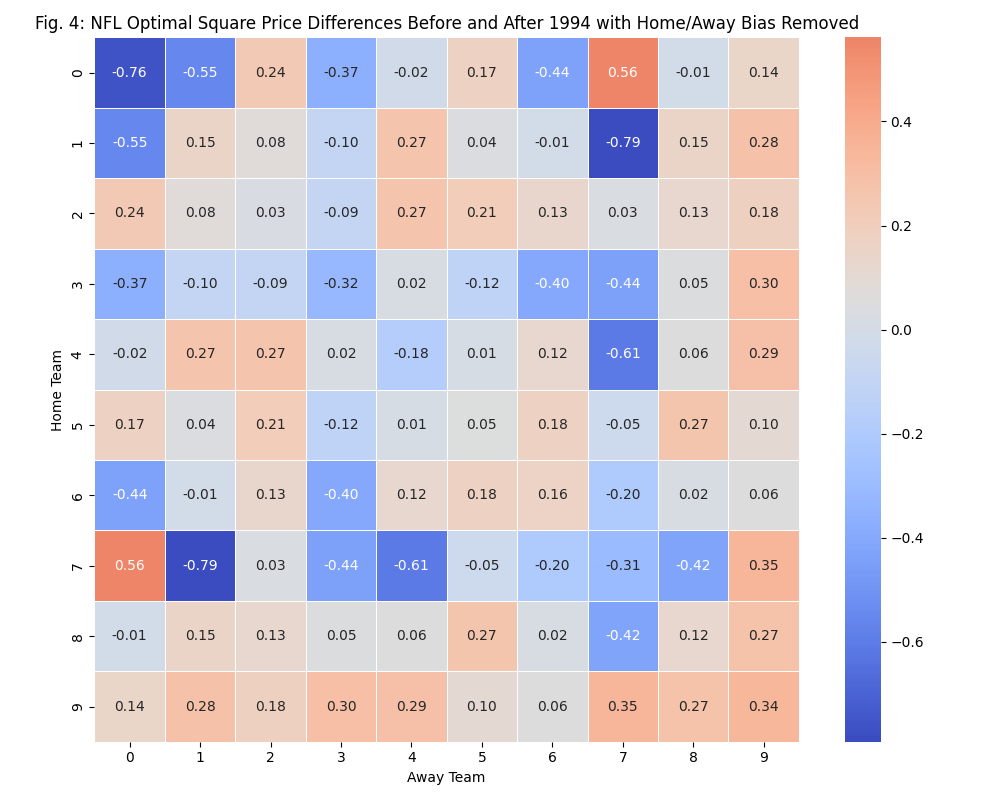 Fig. 4: NFL Optimal Square Price Differences Before and After 1994 with Home/Away Bias Removed
0 -0.76 -0.55 0.24 -0.37 -0.02 0.17 -0.44 0.56 -0.01 0.14
1 -0.55 0.15 0.08 -0.10 0.27 0.04 -0.01 -0.79 0.15 0.28
2 0.24 0.08 0.03 -0.09 0.27 0.21 0.13 0.03 0.13 0.18
3 -0.37 -0.10 -0.09 -0.32 0.02 -0.12 -0.40 -0.44 0.05 0.30
4 -0.02 0.27 0.27 0.02 -0.18 0.01 0.12 -0.61 0.06 0.29
5 0.17 0.04 0.21 -0.12 0.01 0.05 0.18 -0.05 0.27 0.10
6 -0.44 -0.01 0.13 -0.40 0.12 0.18 0.16 -0.20 0.02 0.06
7 0.56 -0.79 0.03 -0.44 -0.61 -0.05 -0.20 -0.31 -0.42 0.35
8 -0.01 0.15 0.13 0.05 0.06 0.27 0.02 -0.42 0.12 0.27
9 0.14 0.28 0.18 0.30 0.29 0.10 0.06 0.35 0.27 0.34
0 1 2 3 4 5 6 7 8 9
Away Team
Home Team
0.4
0.2
0.0
−0.2
−0.4
−0.6